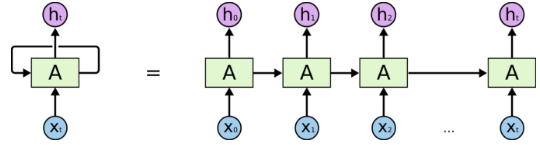 hₜ h₀ h₁ h₂ hₜ
A = A A A A
xₜ x₀ x₁ x₂ ... xₜ